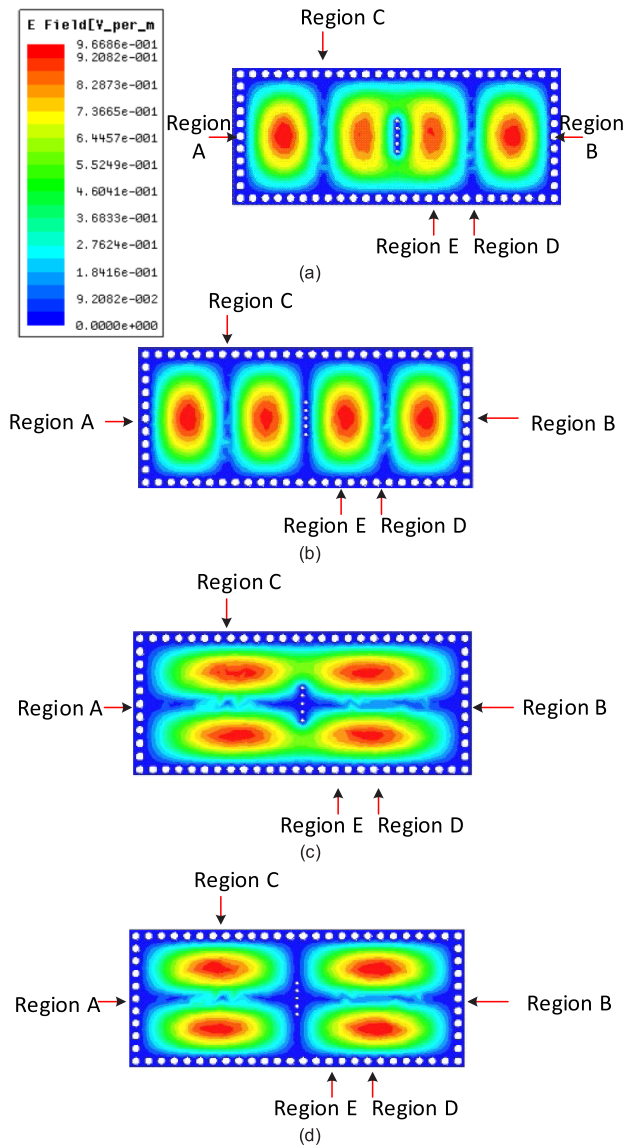 E Field[V_per_m
9.6686e-001
9.2082e-001
8.2873e-001
7.3665e-001
6.4457e-001
5.5249e-001
4.6041e-001
3.6833e-001
2.7624e-001
1.8416e-001
9.2082e-002
0.0000e+000
Region C
Region A
Region B
Region E
Region D
(a)
Region C
Region A
Region B
Region E
Region D
(b)
Region C
Region A
Region B
Region E
Region D
(c)
Region C
Region A
Region B
Region E
Region D
(d)